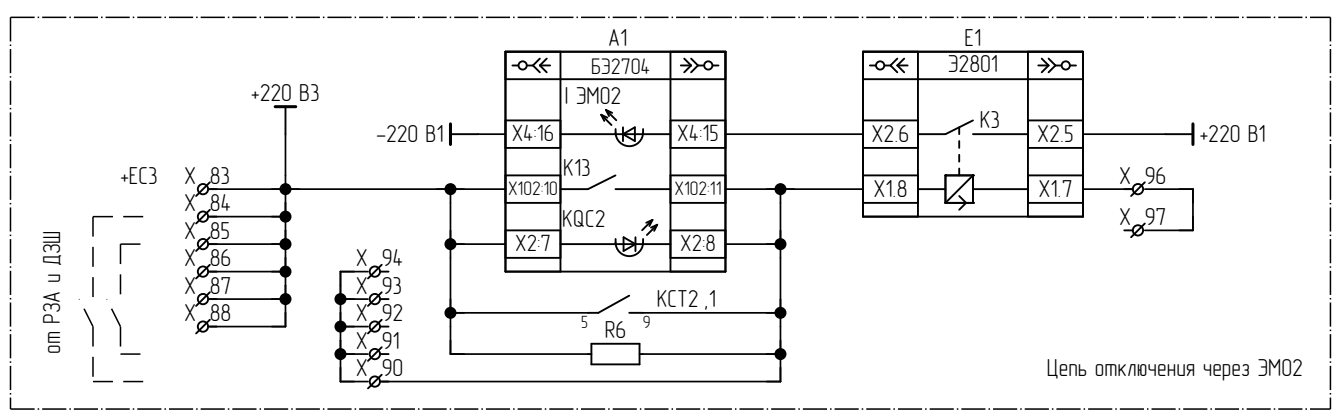 A1
E1
БЭ2704
Э2801
+220 В3
I ЭМО2
-220 В1
X4:16
X4:15
X2.6
К3
X2.5
+220 В1
+ЕС3
X 83
К13
X102:10
X102:11
X1.8
X1.7
X 96
X 84
KQC2
X 85
X2:7
X2:8
X 97
X 86
X 94
X 87
X 93
KCT2 ,1
X 88
X 92
5
9
от РЗА и ДЗШ
R6
X 91
X 90
Цепь отключения через ЭМО2